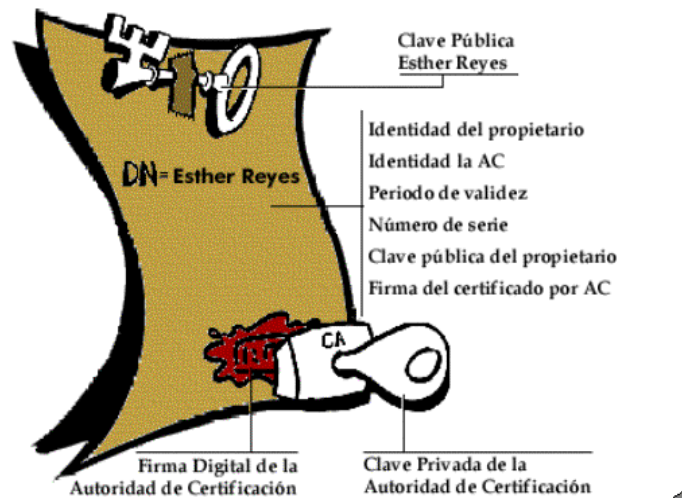 Clave Pública
Esther Reyes
DN= Esther Reyes
Identidad del propietario
Identidad la AC
Periodo de validez
Número de serie
Clave pública del propietario
Firma del certificado por AC
CA
Firma Digital de la
Autoridad de Certificación
Clave Privada de la
Autoridad de Certificación